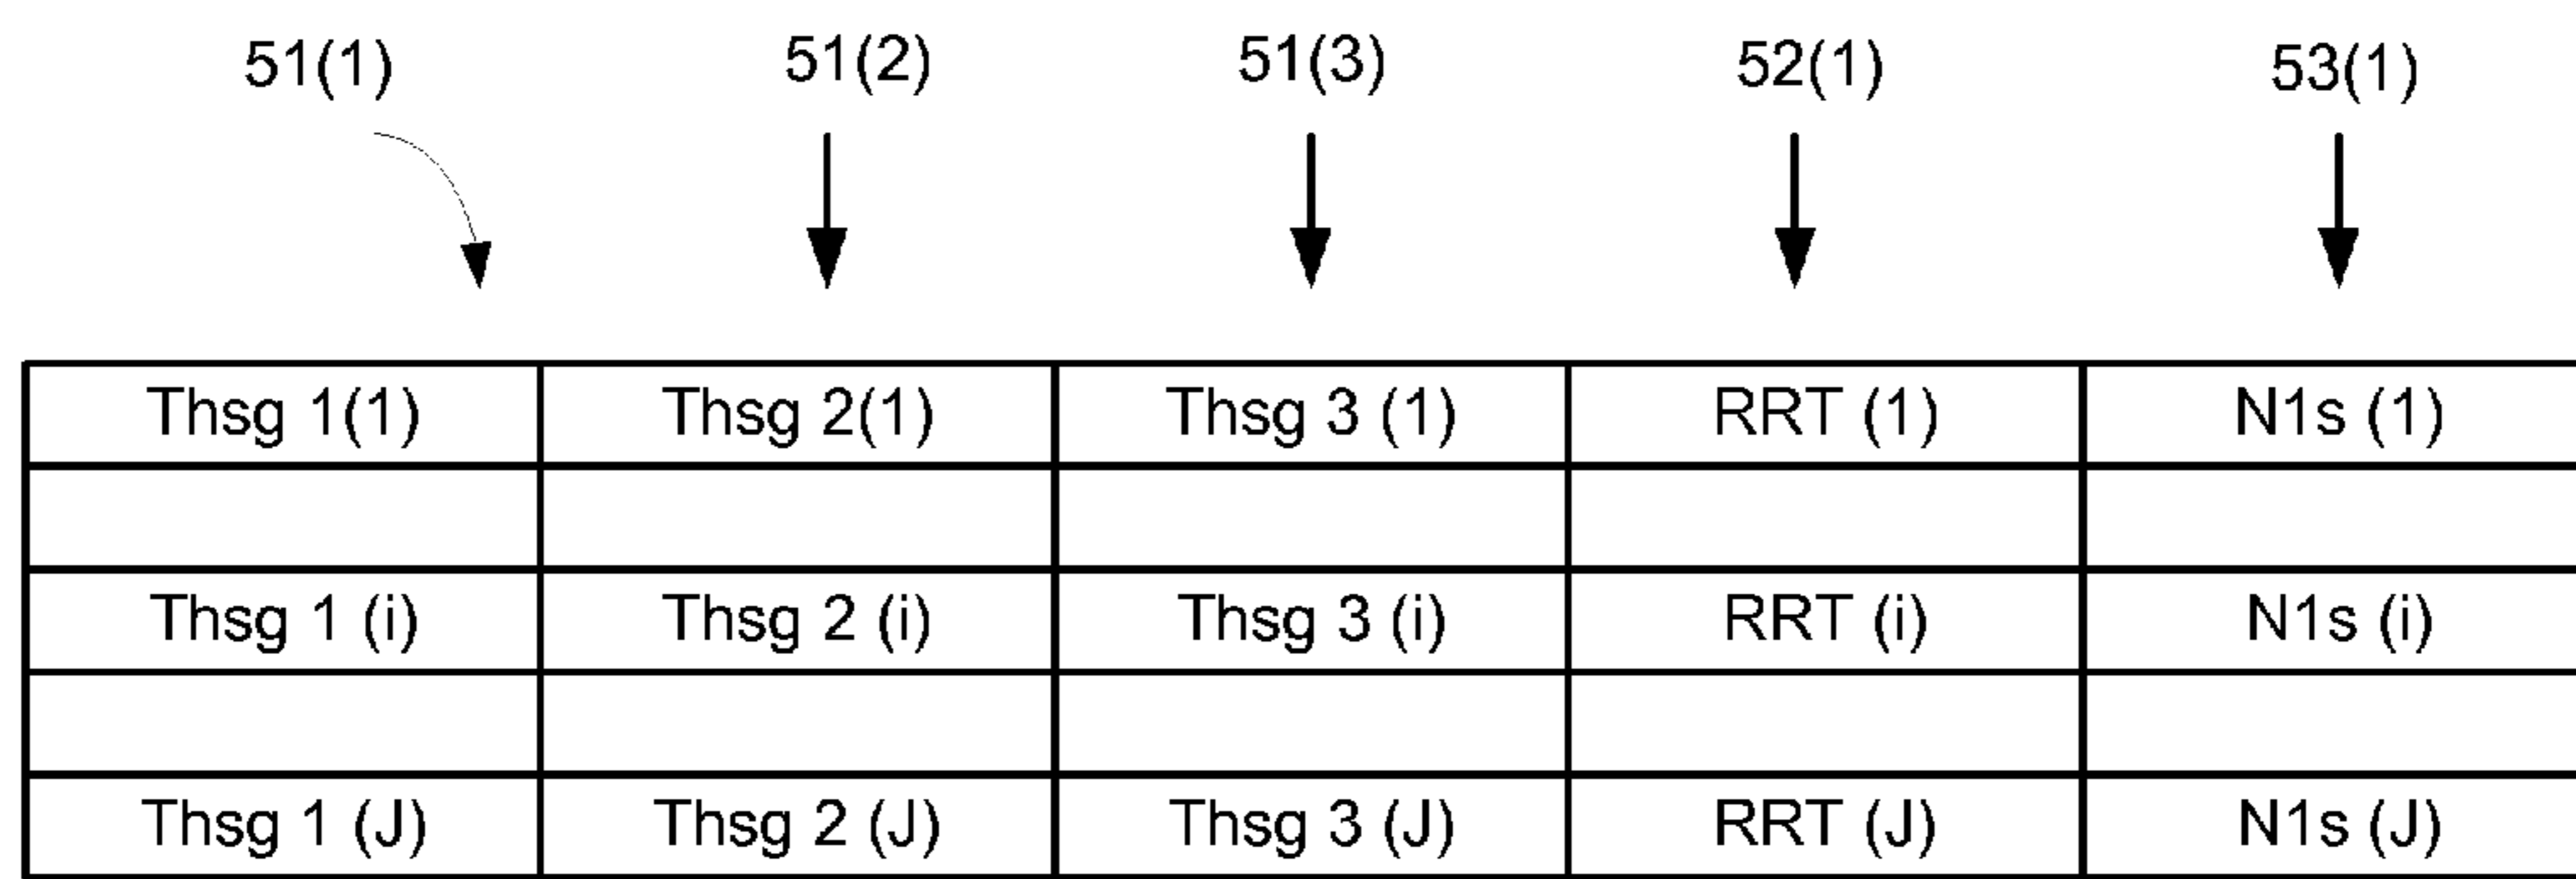 51(1) 51(2) 51(3) 52(1) 53(1)
Thsg 1(1) Thsg 2(1) Thsg 3 (1) RRT (1) N1s (1)
Thsg 1 (i) Thsg 2 (i) Thsg 3 (i) RRT (i) N1s (i)
Thsg 1 (J) Thsg 2 (J) Thsg 3 (J) RRT (J) N1s (J)